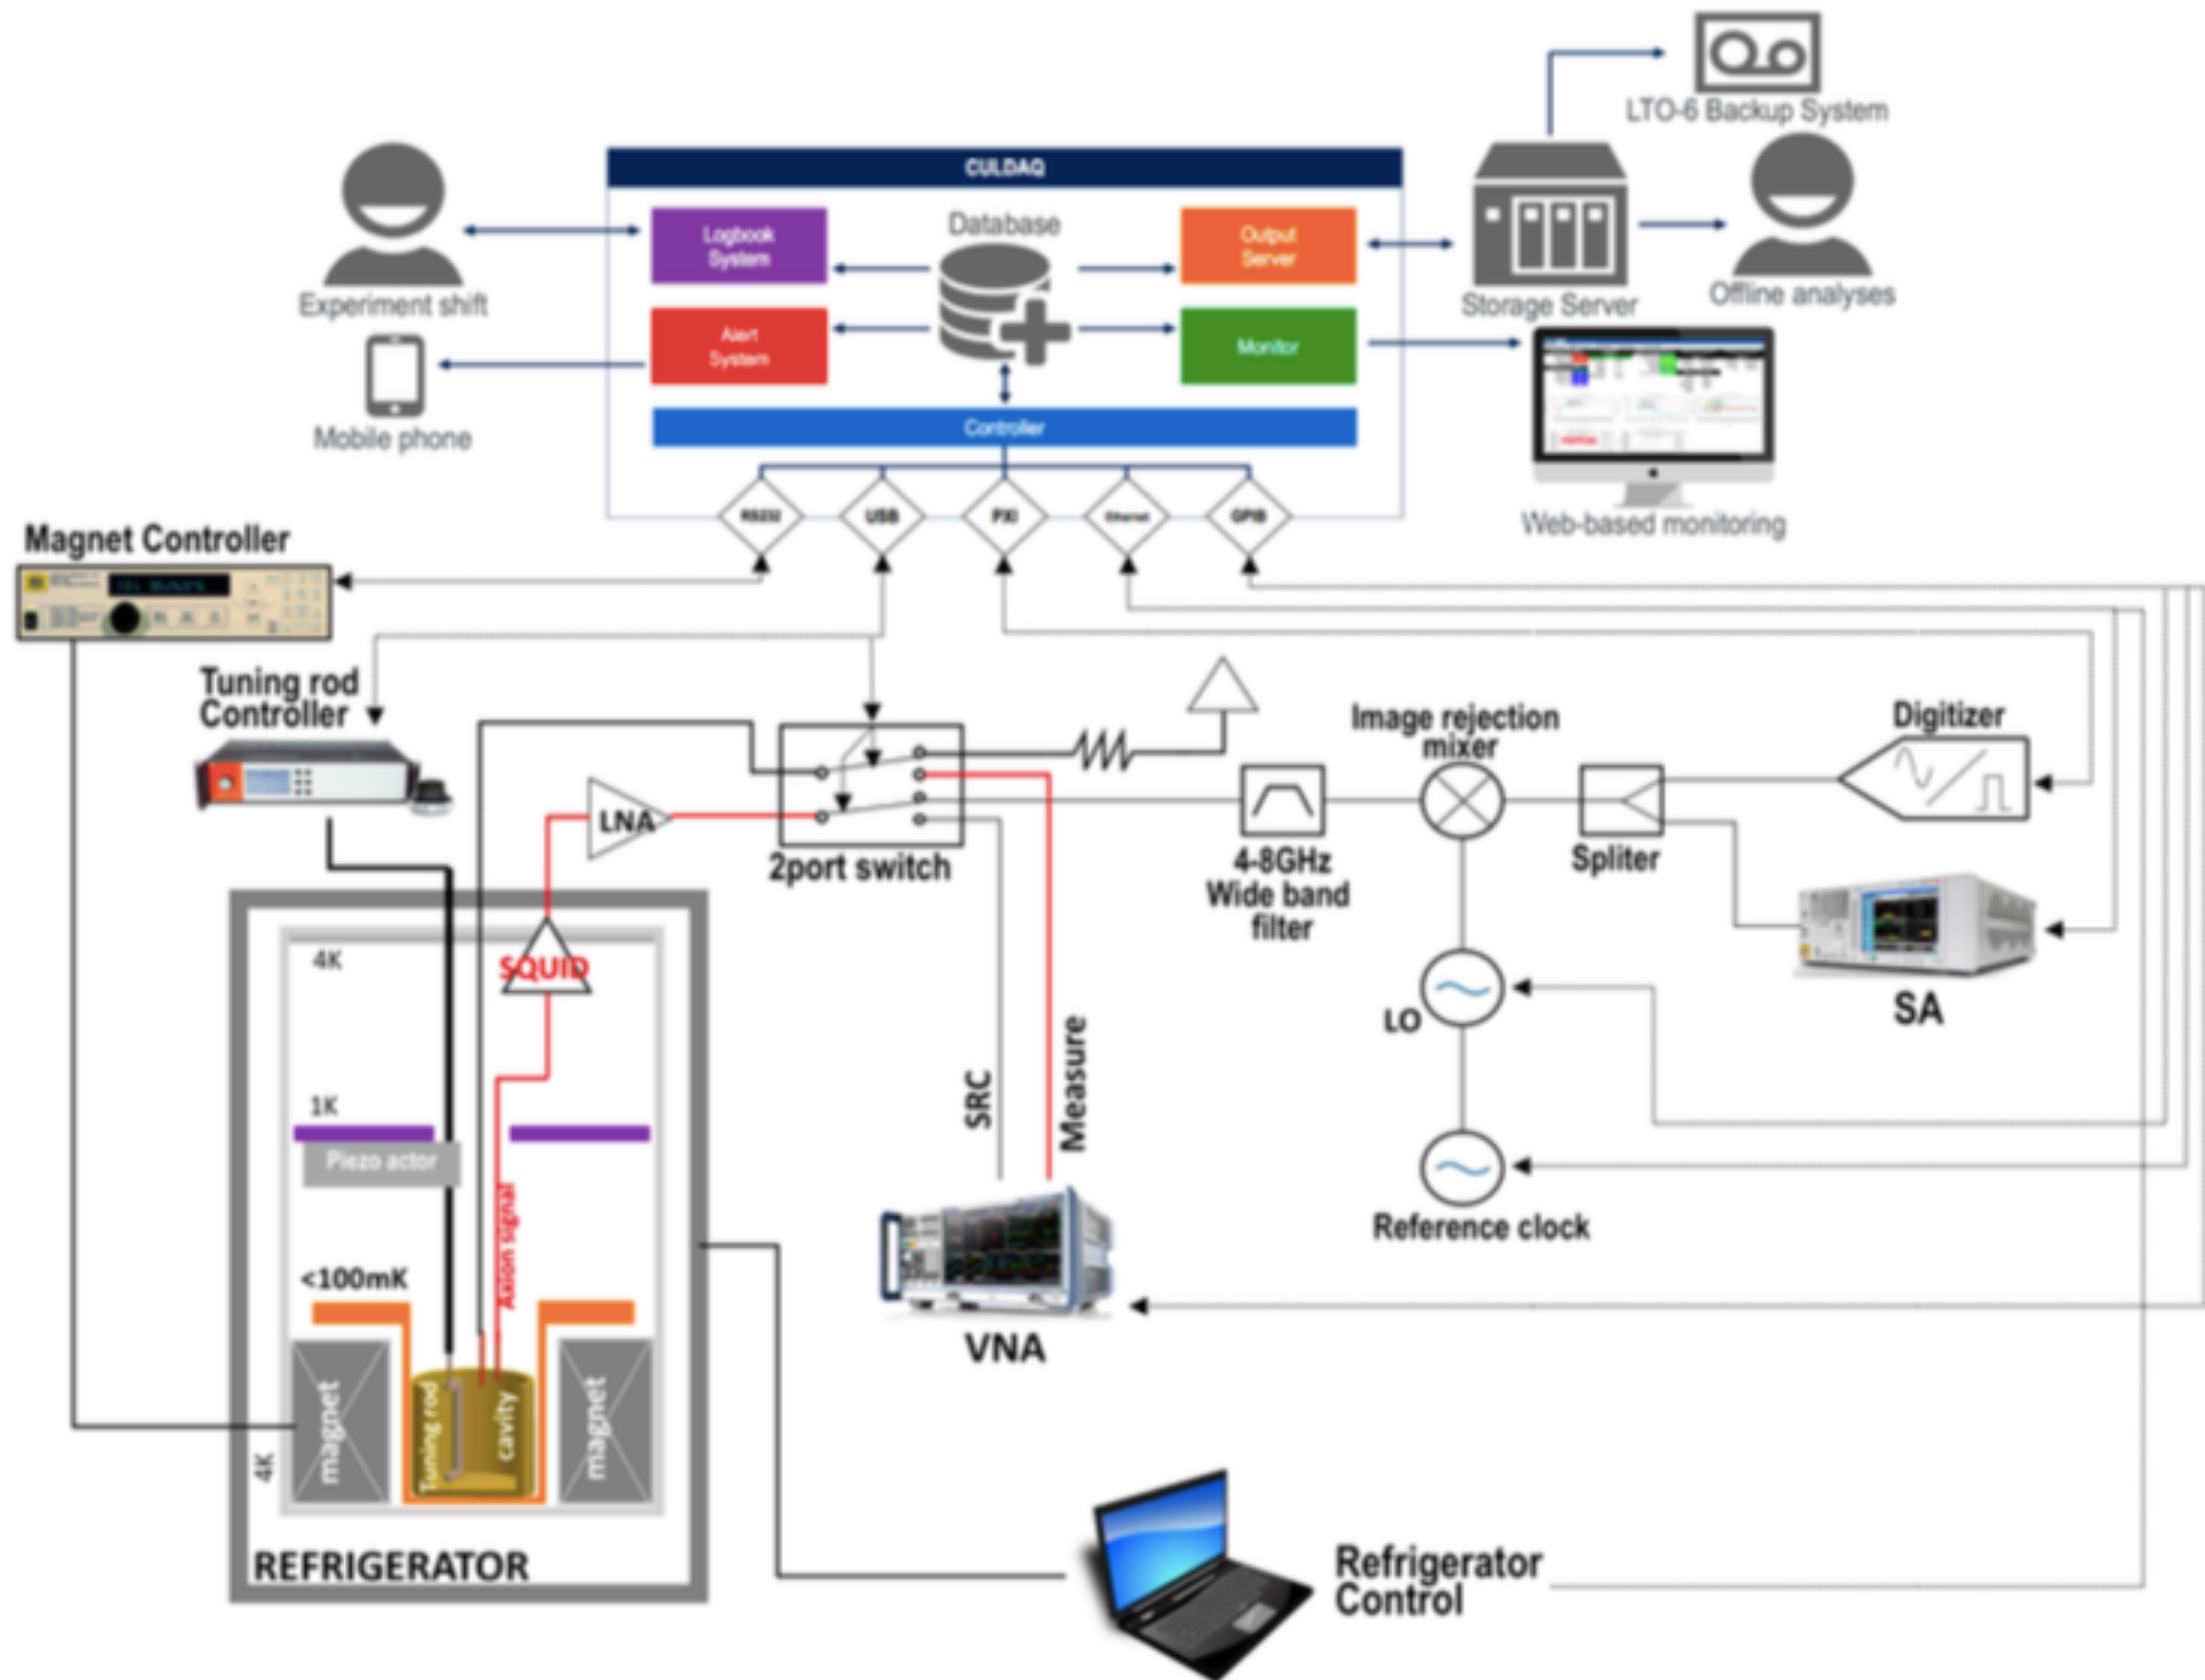 LTO-6 Backup System
CULDAQ
Logbook
System
Database
Output
Server
Experiment shift
Storage Server
Offline analyses
Alert
System
Monitor
Mobile phone
Controller
RS232
USB
PXI
Ethernet
GPIB
Web-based monitoring
Magnet Controller
Tuning rod
Controller
Image rejection
mixer
Digitizer
LNA
2port switch
4-8GHz
Wide band
filter
Spliter
4K
SQUID
LO
SA
SRC
Measure
1K
Piezo actor
Axion signal
Reference clock
<100mK
VNA
magnet
Tuning rod
cavity
magnet
4K
REFRIGERATOR
Refrigerator
Control